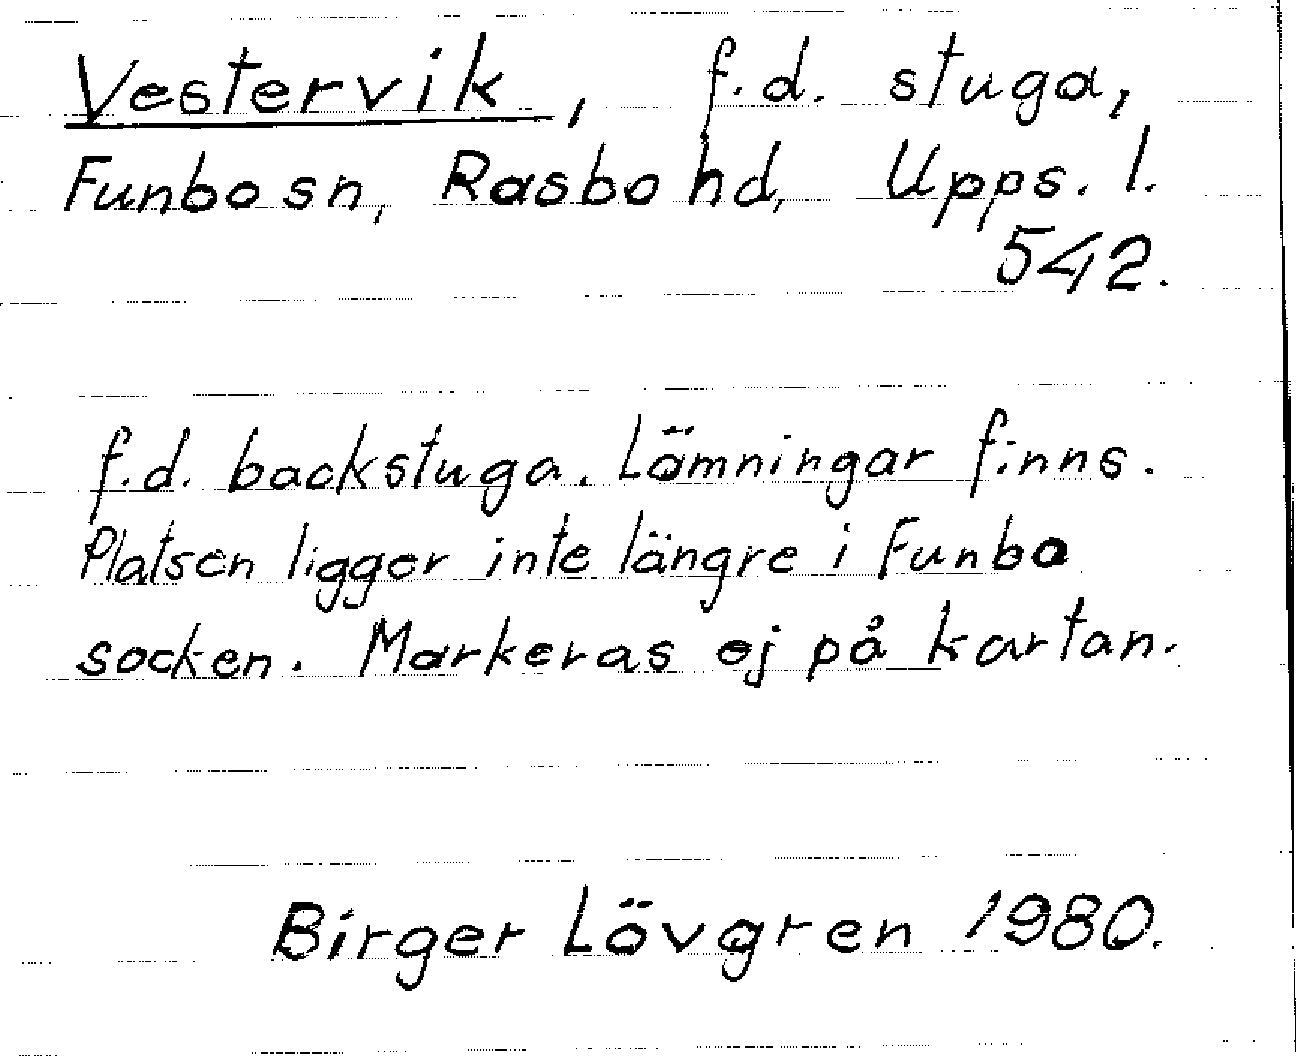 Vestervik, f.d. stuga,
Funbo sn, Rasbo hd, Upps. l.
542.
f.d. backstuga. Lämningar finns.
Platsen ligger inte längre i Funbo
socken. Markeras ej på kartan.
Birger Lövgren 1980.